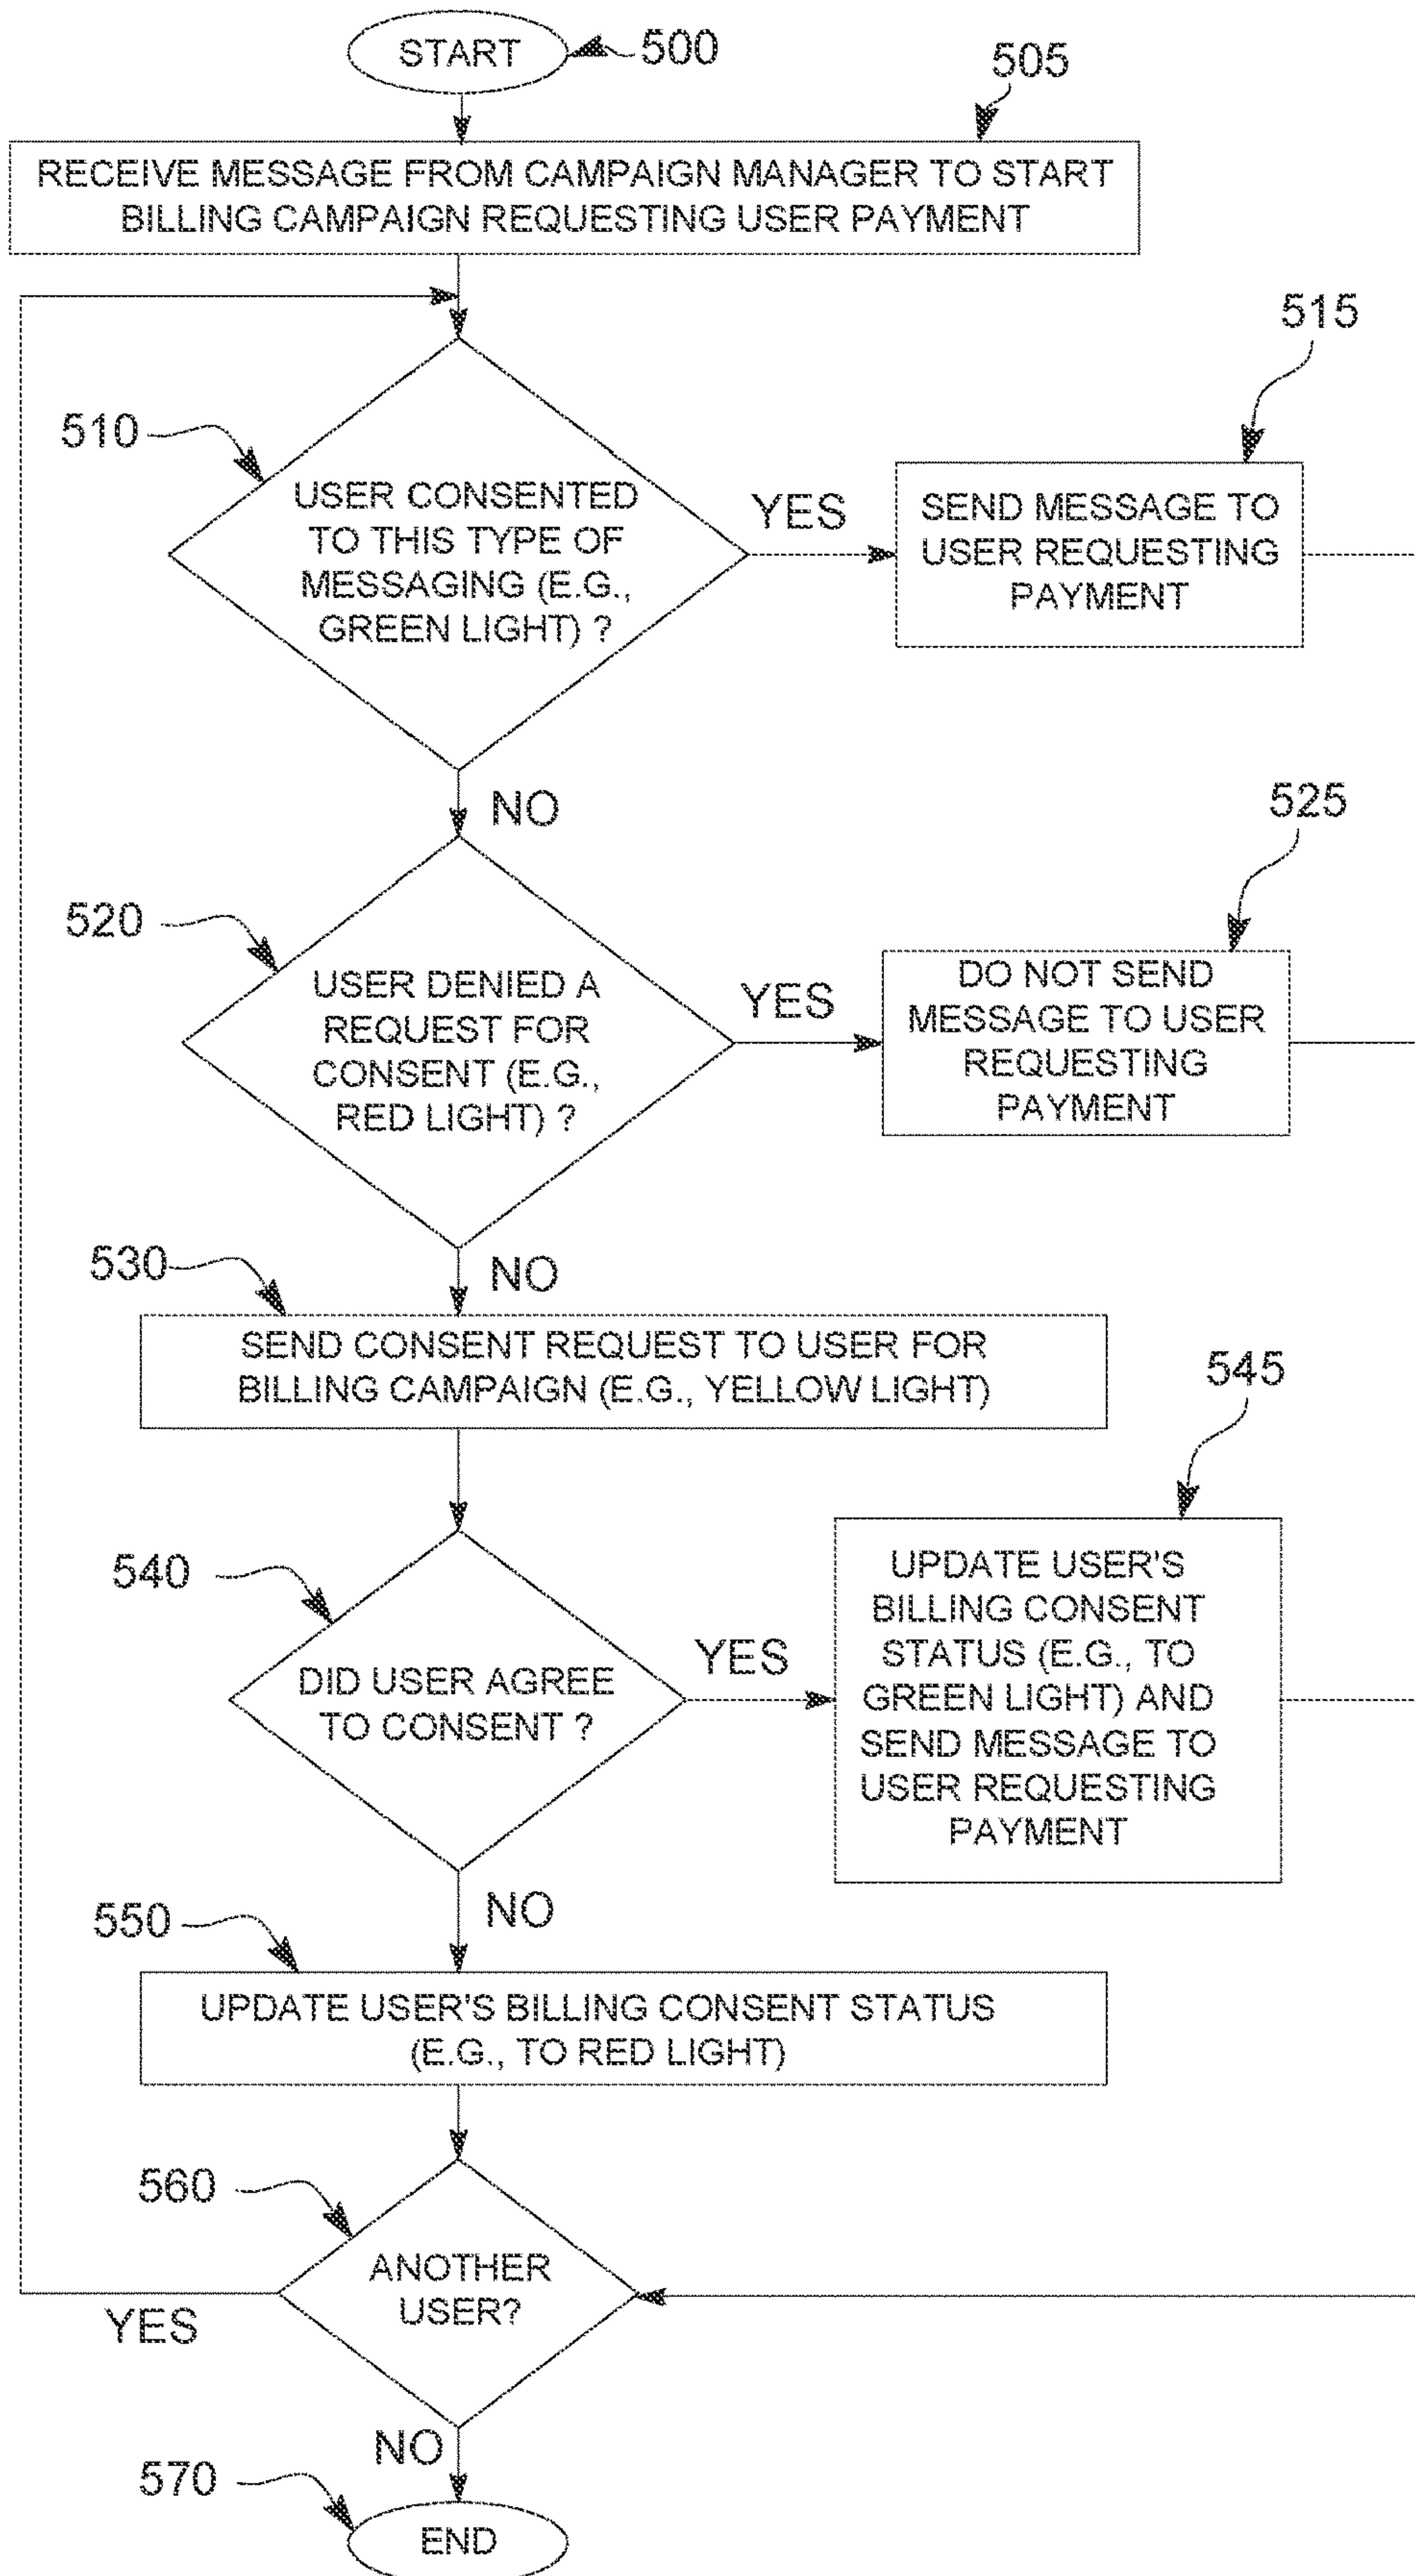 START
500
505
RECEIVE MESSAGE FROM CAMPAIGN MANAGER TO START
BILLING CAMPAIGN REQUESTING USER PAYMENT
510
USER CONSENTED
TO THIS TYPE OF
MESSAGING (E.G.,
GREEN LIGHT) ?
YES
515
SEND MESSAGE TO
USER REQUESTING
PAYMENT
NO
520
USER DENIED A
REQUEST FOR
CONSENT (E.G.,
RED LIGHT) ?
YES
525
DO NOT SEND
MESSAGE TO USER
REQUESTING
PAYMENT
NO
530
SEND CONSENT REQUEST TO USER FOR
BILLING CAMPAIGN (E.G., YELLOW LIGHT)
540
DID USER AGREE
TO CONSENT ?
YES
545
UPDATE USER'S
BILLING CONSENT
STATUS (E.G., TO
GREEN LIGHT) AND
SEND MESSAGE TO
USER REQUESTING
PAYMENT
NO
550
UPDATE USER'S BILLING CONSENT STATUS
(E.G., TO RED LIGHT)
560
ANOTHER
USER?
YES
NO
570
END